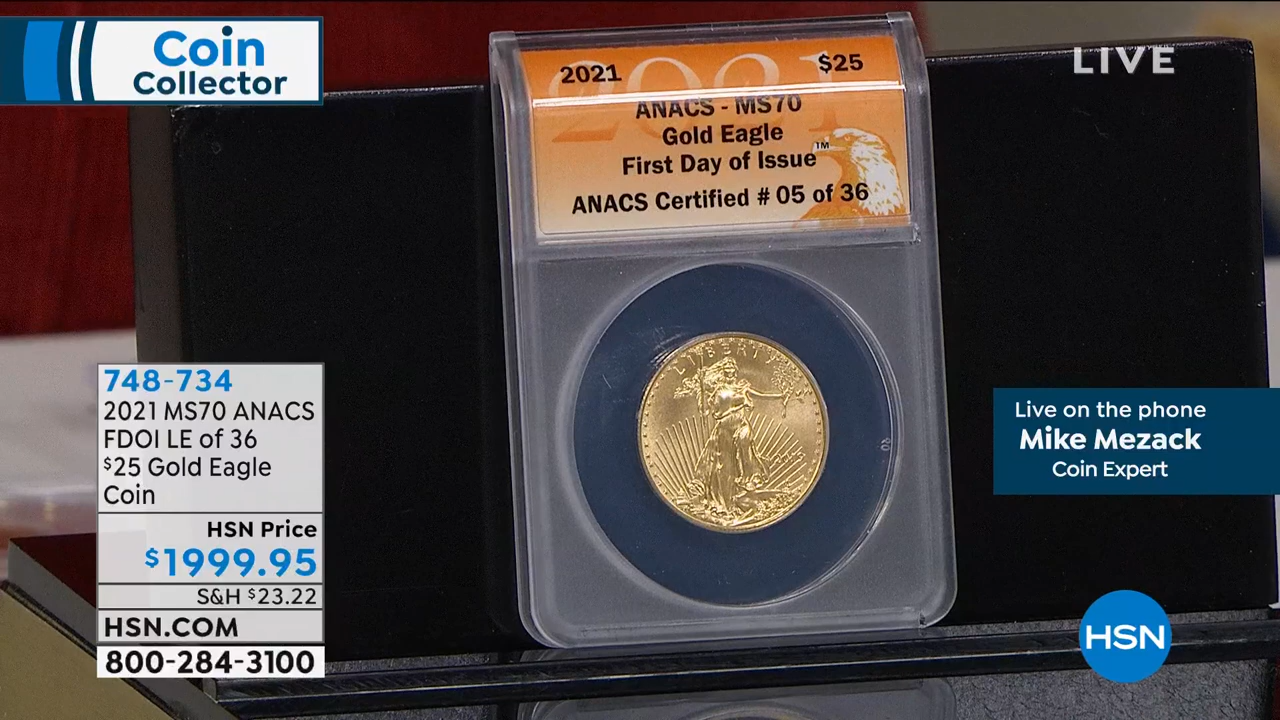 Coin
Collector
LIVE
2021 $25
ANACS - MS70
Gold Eagle
First Day of Issue™
ANACS Certified # 05 of 36
LIBERTY
748-734
2021 MS70 ANACS
FDOI LE of 36
$25 Gold Eagle
Coin
HSN Price
$1999.95
S&H $23.22
HSN.COM
800-284-3100
Live on the phone
Mike Mezack
Coin Expert
HSN